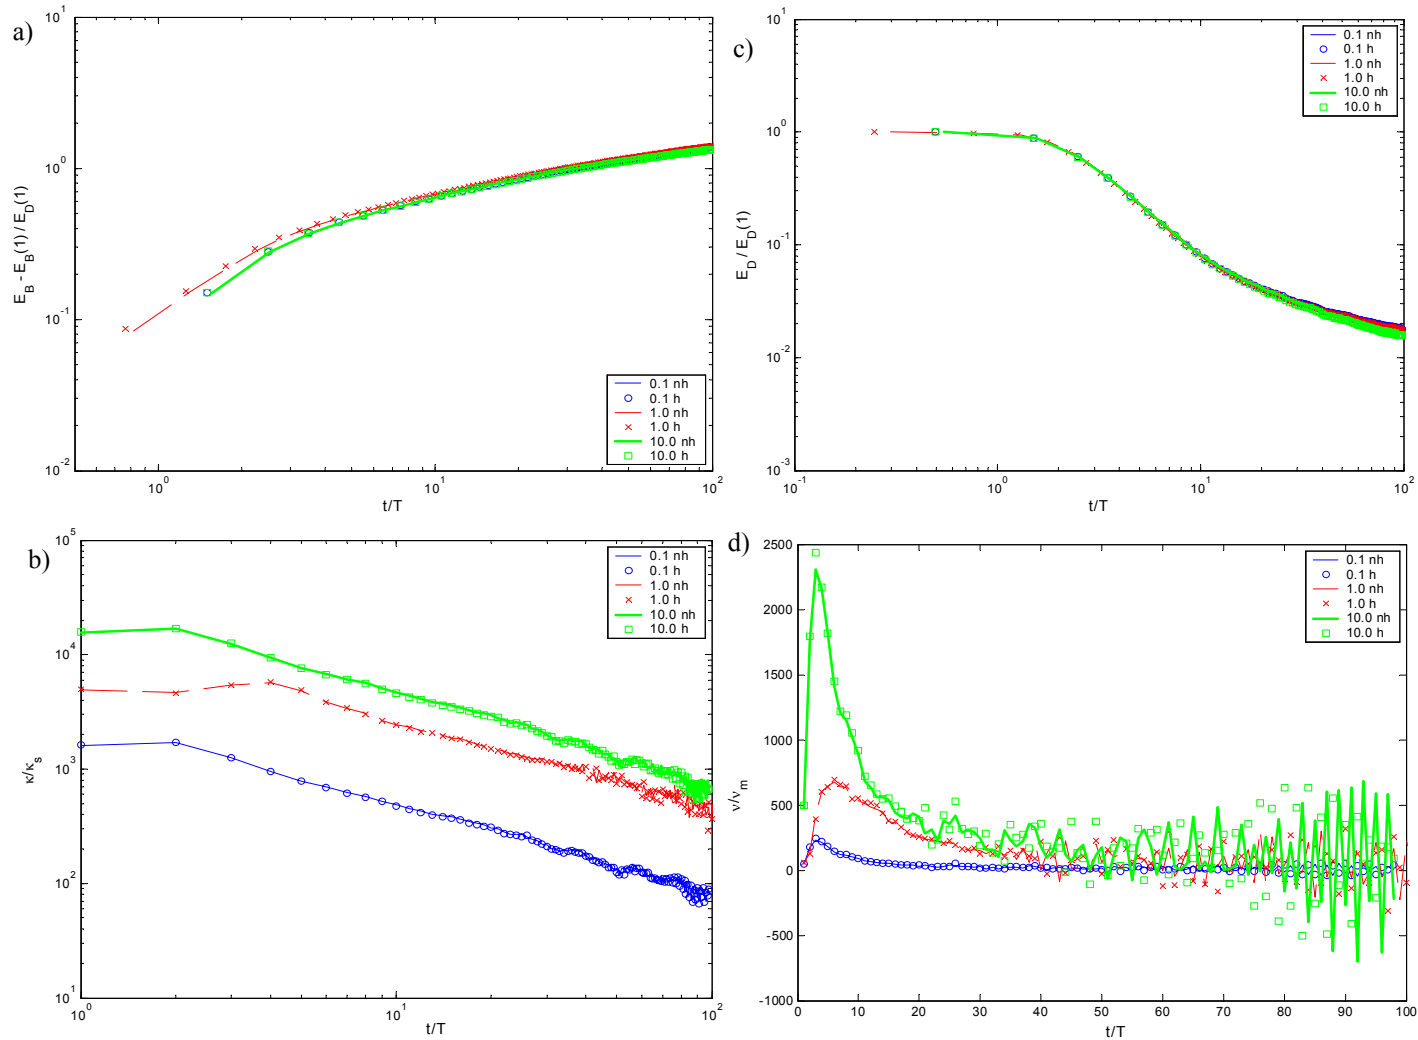 a)
10^1
10^0
10^-1
10^-2
E_B - E_B(1) / E_D(1)
10^0
10^1
10^2
t/T
0.1 nh
0.1 h
1.0 nh
1.0 h
10.0 nh
10.0 h
c)
10^1
10^0
10^-1
10^-2
10^-3
E_D / E_D(1)
10^-1
10^0
10^1
10^2
t/T
0.1 nh
0.1 h
1.0 nh
1.0 h
10.0 nh
10.0 h
b)
10^5
10^4
10^3
10^2
10^1
κ/κ_s
10^0
10^1
10^2
t/T
0.1 nh
0.1 h
1.0 nh
1.0 h
10.0 nh
10.0 h
d)
2500
2000
1500
1000
500
0
-500
-1000
ν/ν_m
0 10 20 30 40 50 60 70 80 90 100
t/T
0.1 nh
0.1 h
1.0 nh
1.0 h
10.0 nh
10.0 h